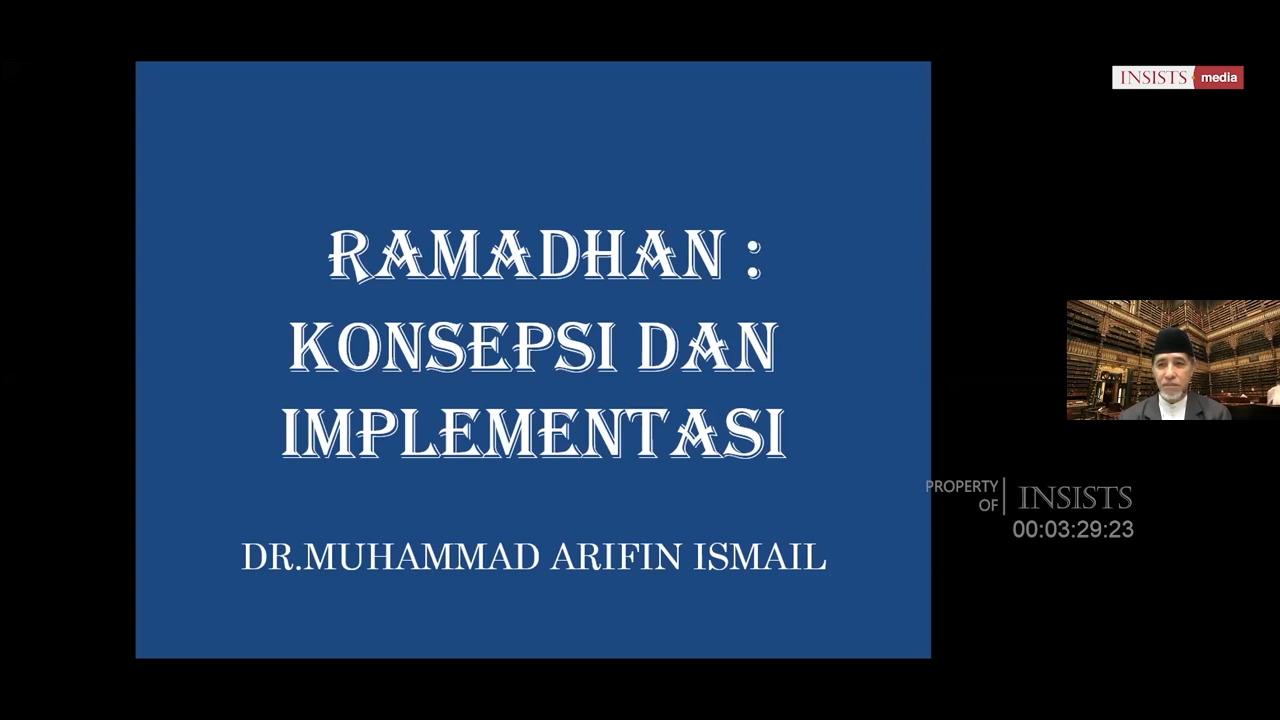 INSISTS media
RAMADHAN :
KONSEPSI DAN
IMPLEMENTASI
DR.MUHAMMAD ARIFIN ISMAIL
PROPERTY
OF
INSISTS
00:03:29:23